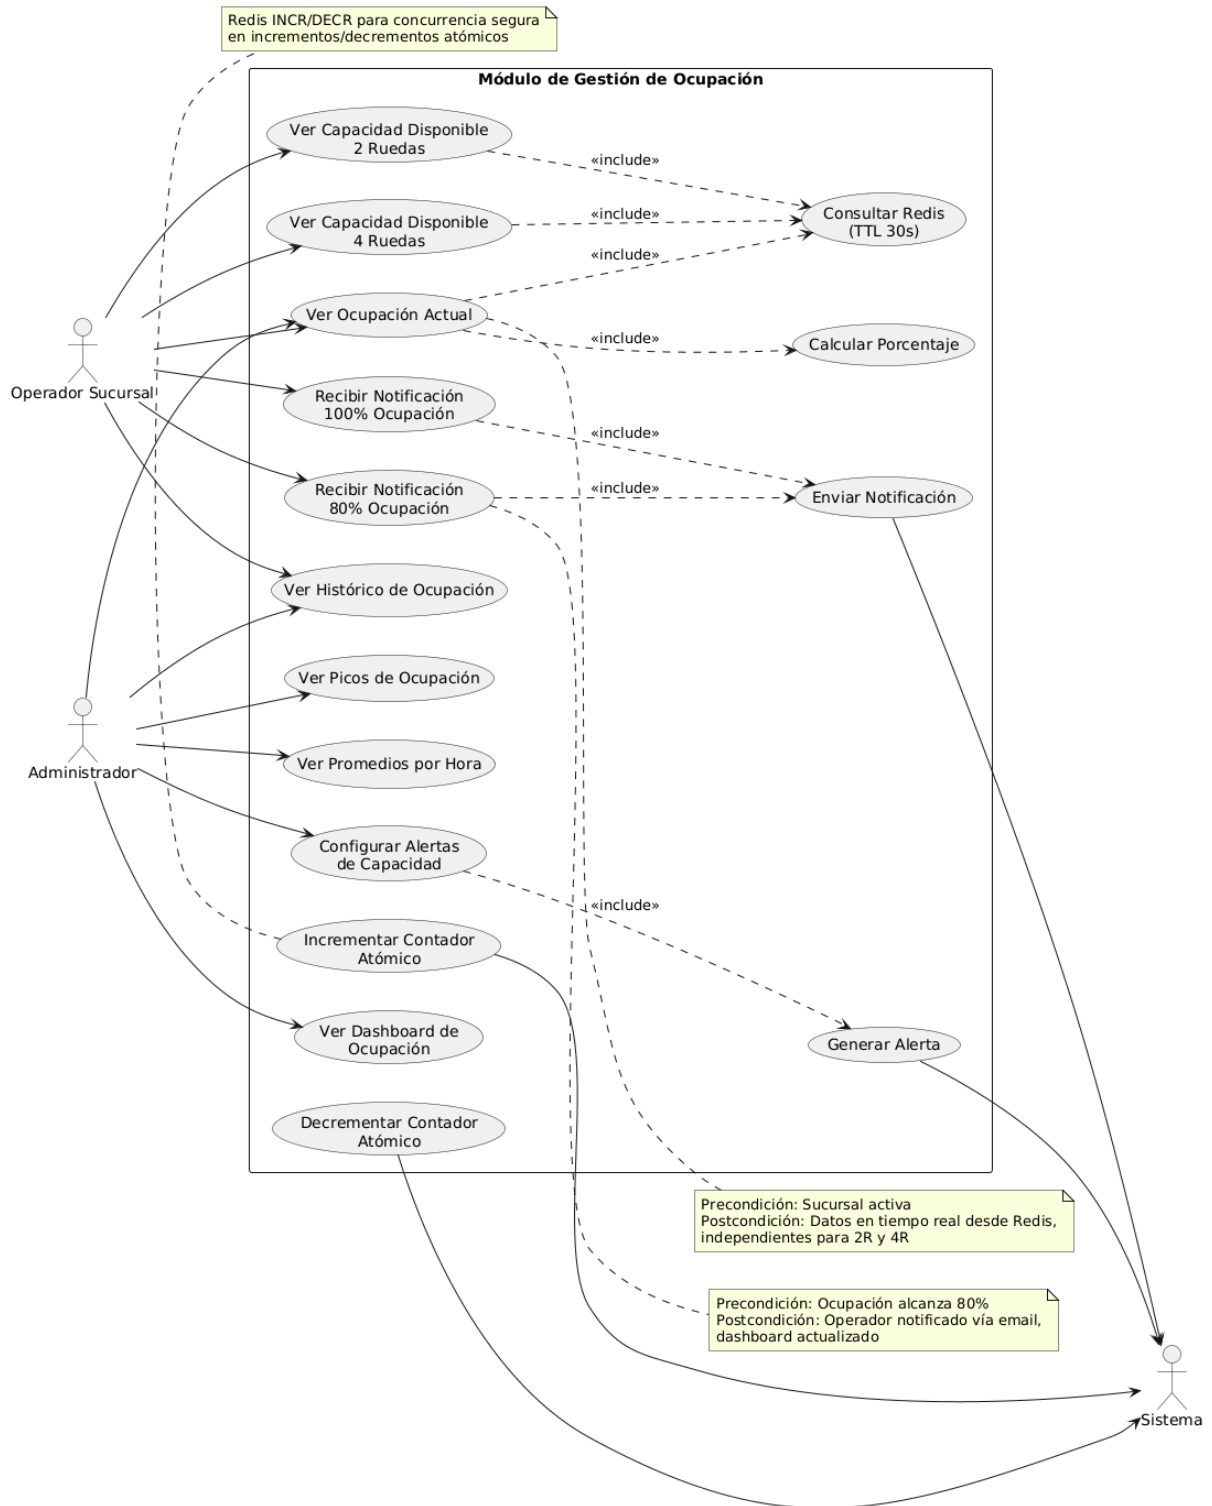 Redis INCR/DECR para concurrencia segura
en incrementos/decrementos atómicos
Módulo de Gestión de Ocupación
Ver Capacidad Disponible
2 Ruedas
«include»
Ver Capacidad Disponible
4 Ruedas
«include»
Consultar Redis
(TTL 30s)
«include»
Ver Ocupación Actual
«include»
Calcular Porcentaje
Operador Sucursal
Recibir Notificación
100% Ocupación
«include»
Recibir Notificación
80% Ocupación
«include»
Enviar Notificación
Ver Histórico de Ocupación
Ver Picos de Ocupación
Ver Promedios por Hora
Administrador
Configurar Alertas
de Capacidad
«include»
Incrementar Contador
Atómico
Ver Dashboard de
Ocupación
Generar Alerta
Decrementar Contador
Atómico
Precondición: Sucursal activa
Postcondición: Datos en tiempo real desde Redis,
independientes para 2R y 4R
Precondición: Ocupación alcanza 80%
Postcondición: Operador notificado vía email,
dashboard actualizado
Sistema